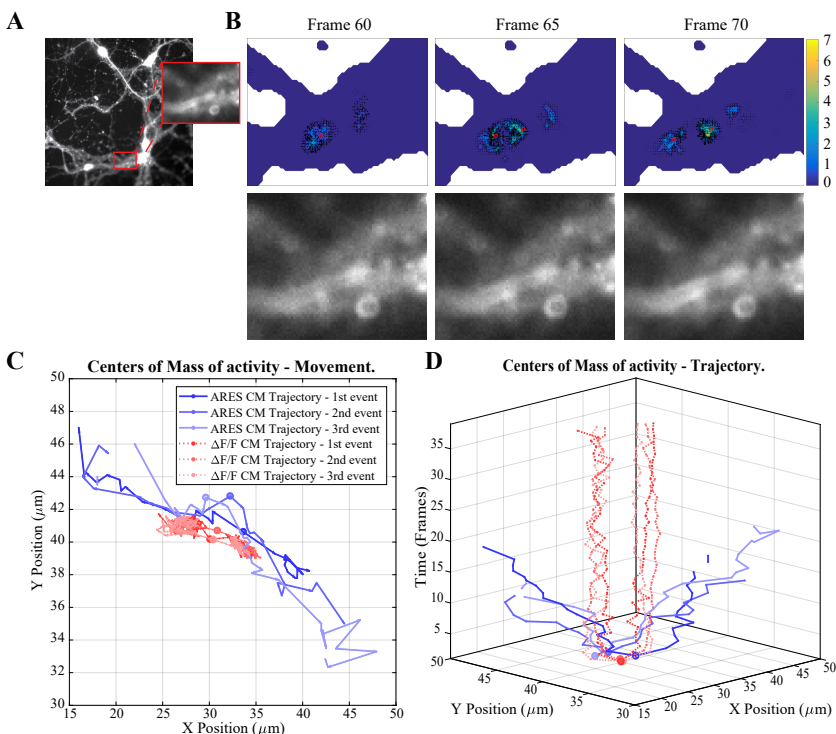 A
B
Frame 60
Frame 65
Frame 70
7
6
5
4
3
2
1
0
C
Centers of Mass of activity - Movement.
50
48
46
44
42
40
38
36
34
32
30
Y Position (μm)
ARES CM Trajectory - 1st event
ARES CM Trajectory - 2nd event
ARES CM Trajectory - 3rd event
ΔF/F CM Trajectory - 1st event
ΔF/F CM Trajectory - 2nd event
ΔF/F CM Trajectory - 3rd event
15 20 25 30 35 40 45 50
X Position (μm)
D
Centers of Mass of activity - Trajectory.
35
30
25
20
15
10
5
Time (Frames)
50 45 40 35 30
Y Position (μm)
15 20 25 30 35 40 45 50
X Position (μm)